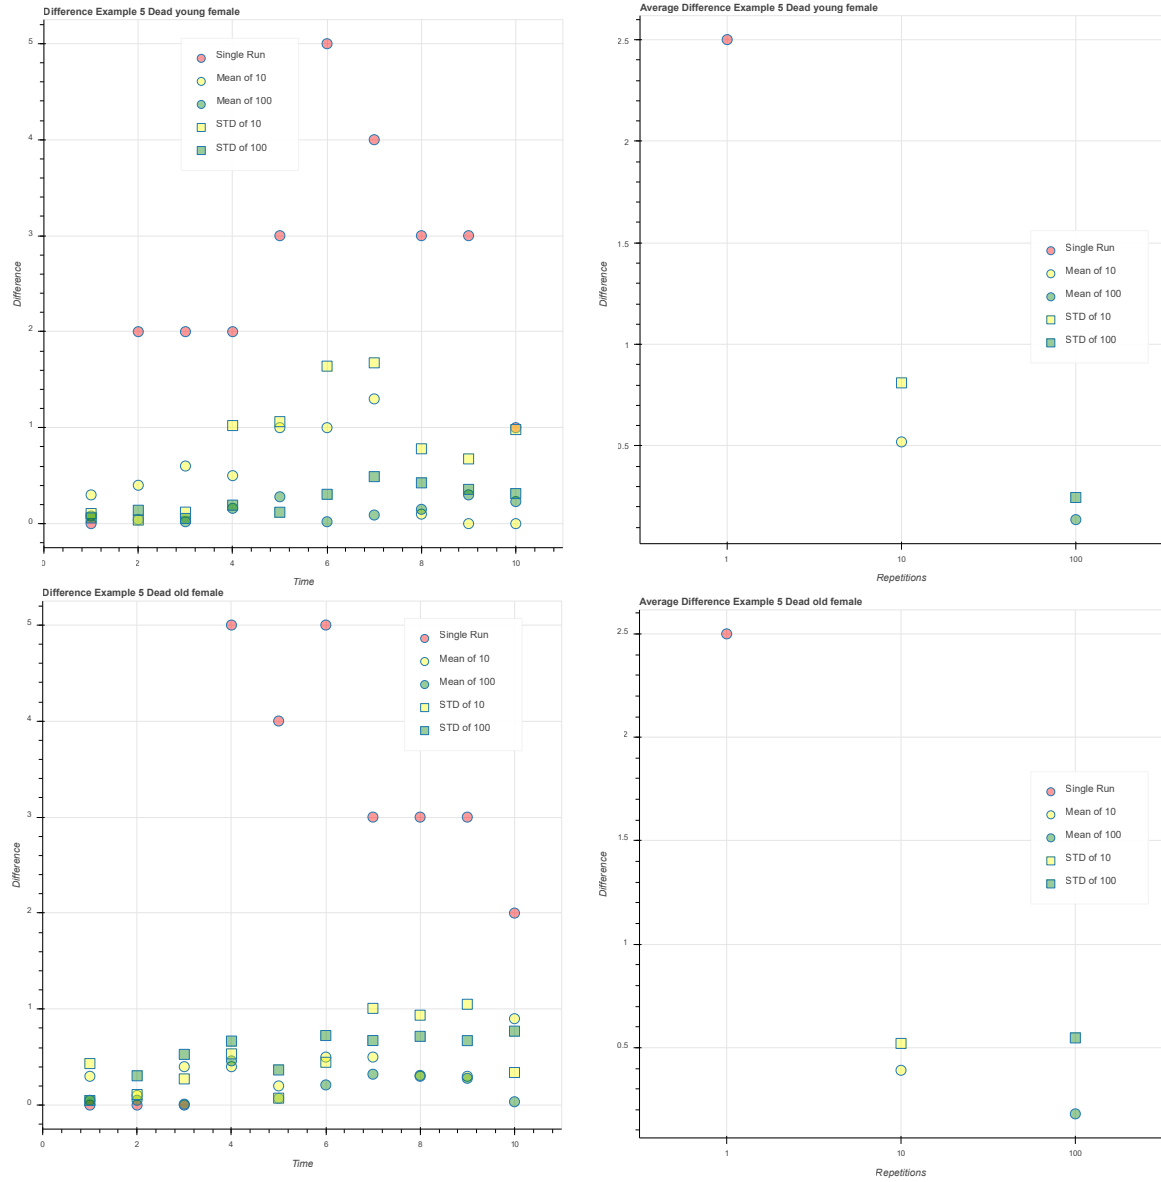 Difference Example 5 Dead young female
5
4
3
2
1
0
Difference
Single Run
Mean of 10
Mean of 100
STD of 10
STD of 100
0
2
4
6
8
10
Time
Average Difference Example 5 Dead young female
2.5
2
1.5
1
0.5
Difference
Single Run
Mean of 10
Mean of 100
STD of 10
STD of 100
1
10
100
Repetitions
Difference Example 5 Dead old female
5
4
3
2
1
0
Difference
Single Run
Mean of 10
Mean of 100
STD of 10
STD of 100
0
2
4
6
8
10
Time
Average Difference Example 5 Dead old female
2.5
2
1.5
1
0.5
Difference
Single Run
Mean of 10
Mean of 100
STD of 10
STD of 100
1
10
100
Repetitions